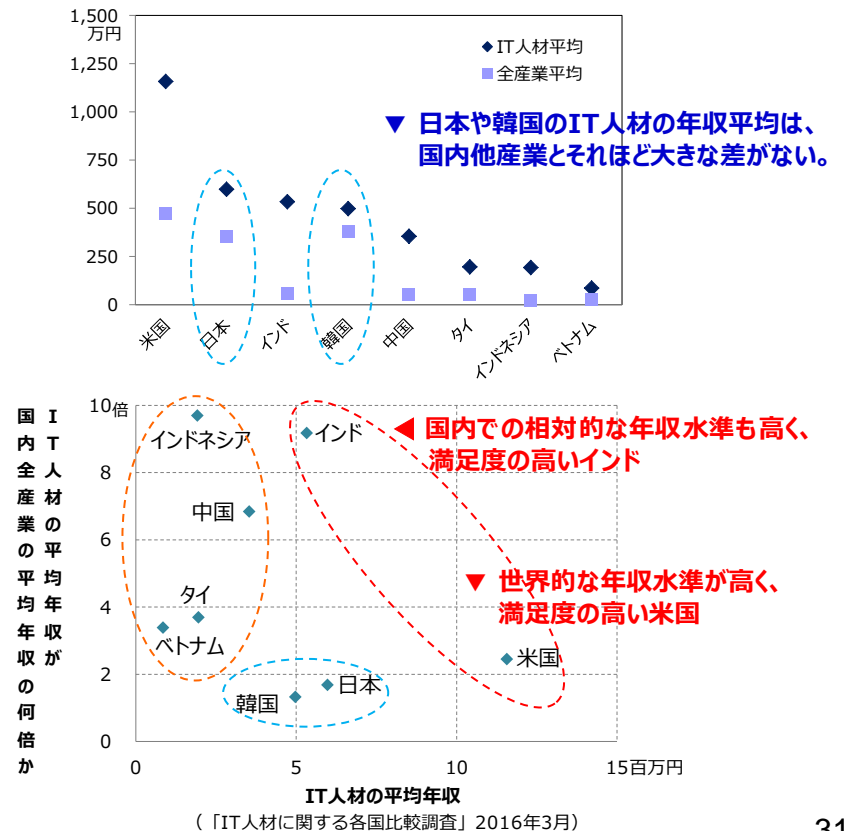 1,500
万円
1,250
1,000
750
500
250
0
◆IT人材平均
■全産業平均
▼ 日本や韓国のIT人材の年収平均は、
国内他産業とそれほど大きな差がない。
米国
日本
インド
韓国
中国
タイ
インドネシア
ベトナム
IT人材の平均年収が
国内全産業の平均年収の何倍か
10倍
8
6
4
2
0
インドネシア
インド
◀ 国内での相対的な年収水準も高く、
満足度の高いインド
中国
▼ 世界的な年収水準が高く、
満足度の高い米国
タイ
ベトナム
米国
日本
韓国
0
5
10
15百万円
IT人材の平均年収
(「IT人材に関する各国比較調査」2016年3月)
31